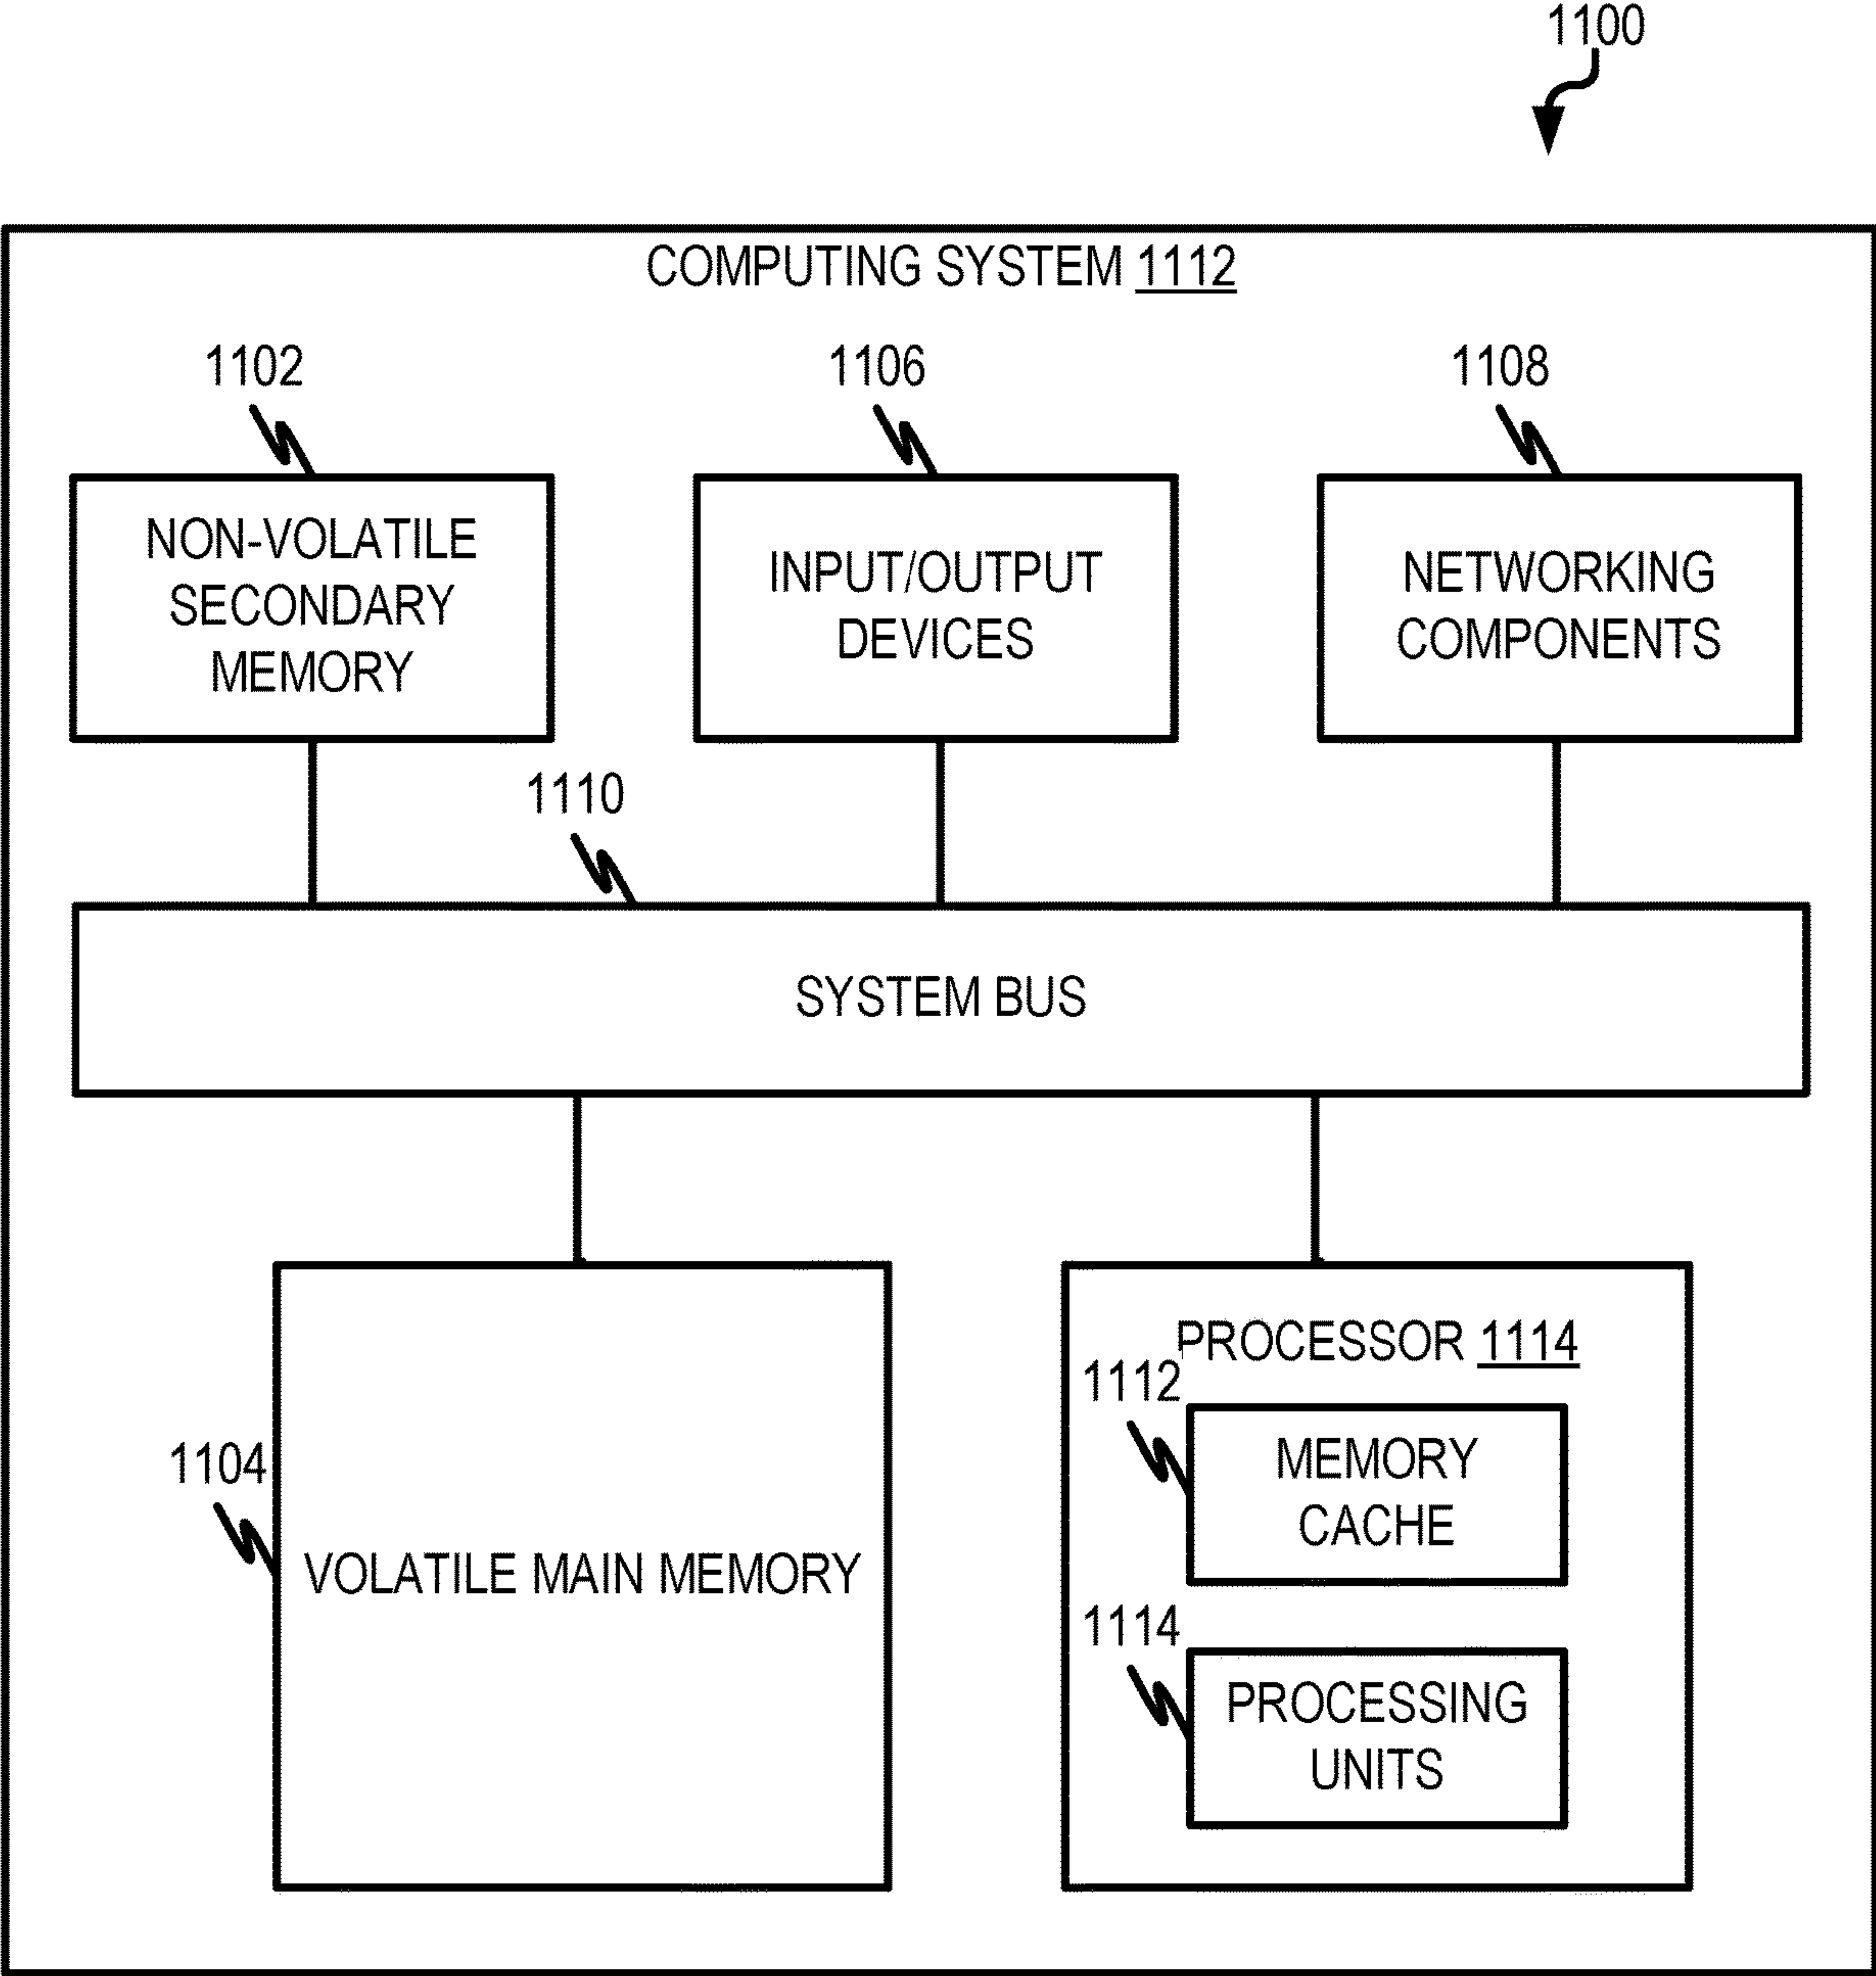 1100
COMPUTING SYSTEM 1112
1102
1106
1108
NON-VOLATILE
SECONDARY
MEMORY
INPUT/OUTPUT
DEVICES
NETWORKING
COMPONENTS
1110
SYSTEM BUS
1104
VOLATILE MAIN MEMORY
PROCESSOR 1114
1112
MEMORY
CACHE
1114
PROCESSING
UNITS